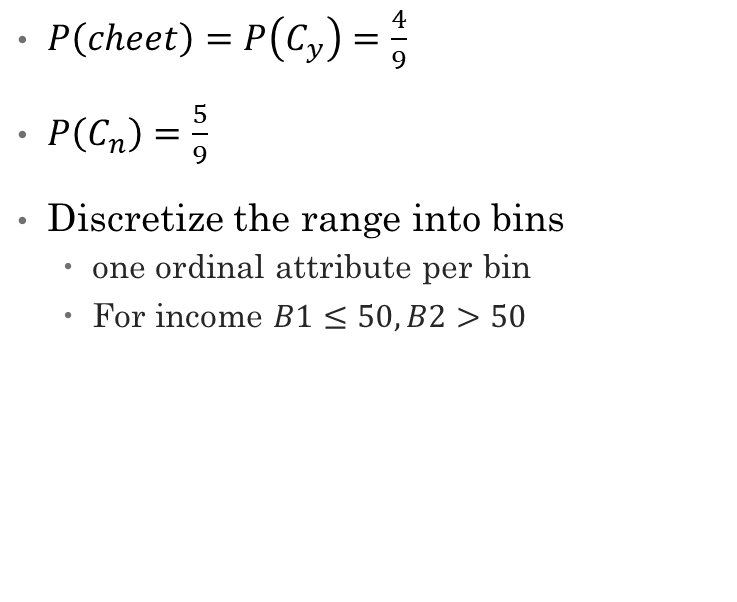 • P(cheet) = P(C_y) = 4/9
• P(C_n) = 5/9
• Discretize the range into bins
• one ordinal attribute per bin
• For income B1 ≤ 50, B2 > 50